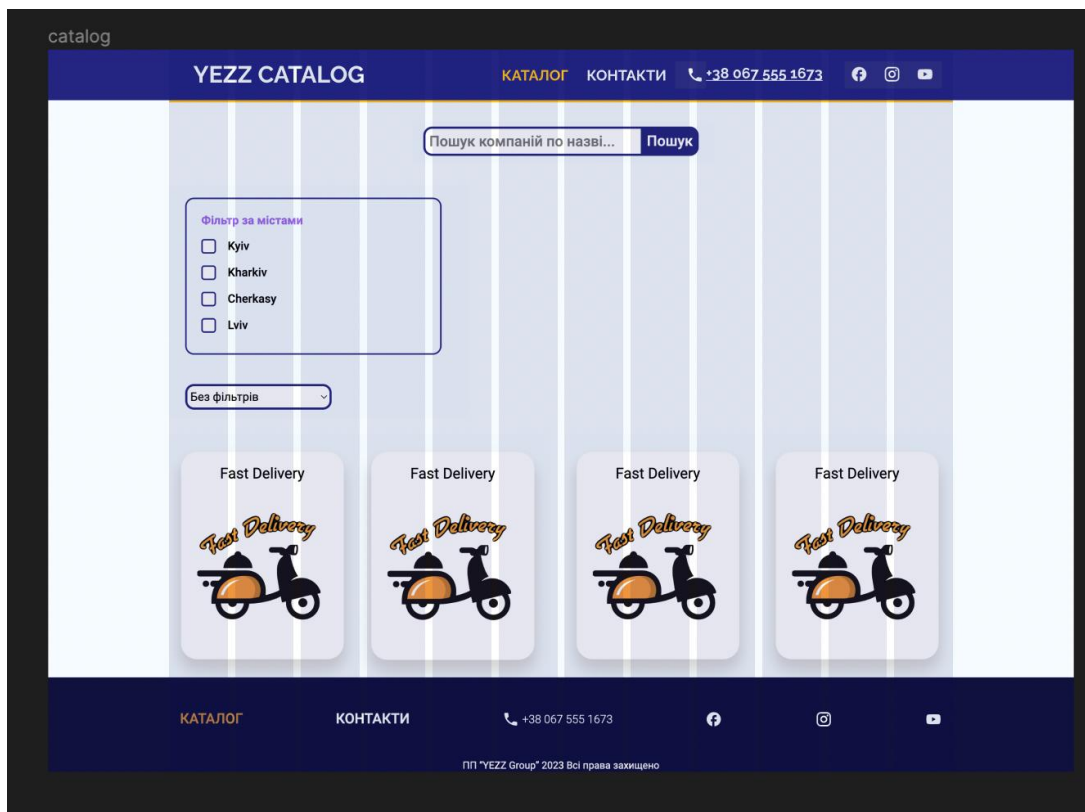 catalog
YEZZ CATALOG КАТАЛОГ КОНТАКТИ +38 067 555 1673
Пошук компаній по назві... Пошук
Фільтр за містами
Kyiv
Kharkiv
Cherkasy
Lviv
Без фільтрів
Fast Delivery Fast Delivery Fast Delivery Fast Delivery
Fast Delivery Fast Delivery Fast Delivery Fast Delivery
КАТАЛОГ КОНТАКТИ +38 067 555 1673
ПП "YEZZ Group" 2023 Всі права захищено